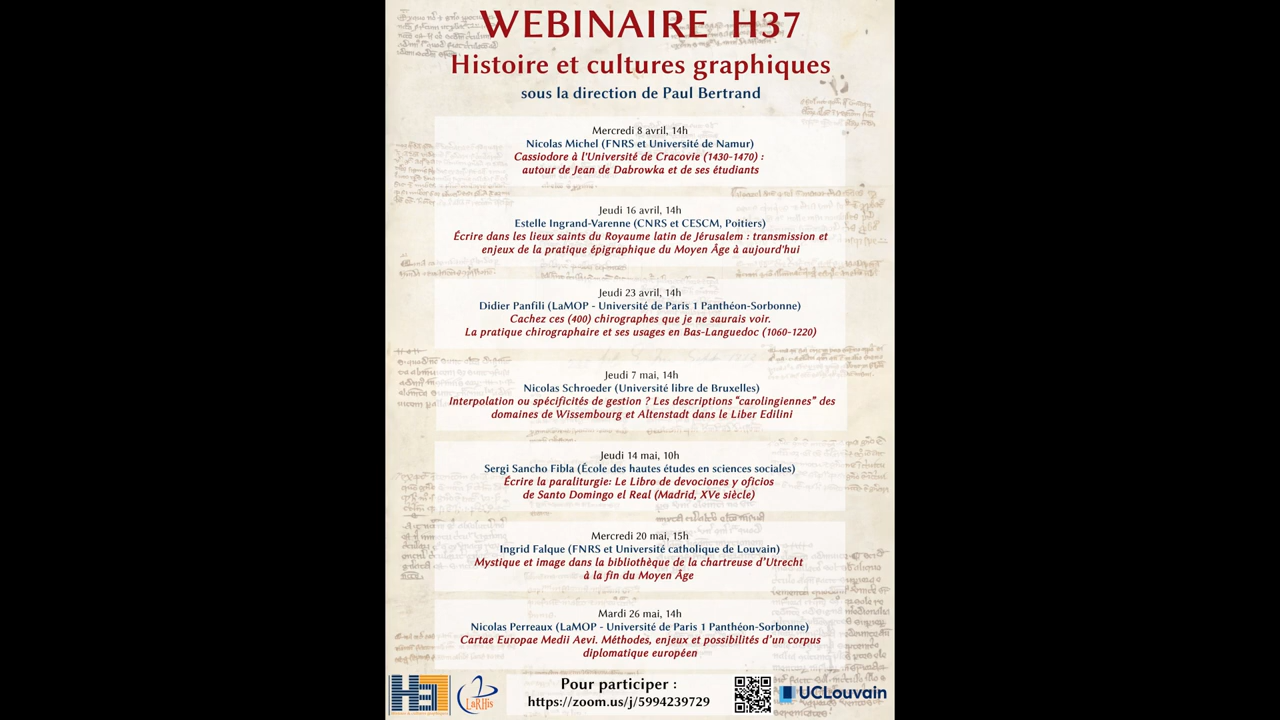 WEBINAIRE H37
Histoire et cultures graphiques
sous la direction de Paul Bertrand
Mercredi 8 avril, 14h
Nicolas Michel (FNRS et Université de Namur)
Cassiodore à l'Université de Cracovie (1430-1470) :
autour de Jean de Dabrowka et de ses étudiants
Jeudi 16 avril, 14h
Estelle Ingrand-Varenne (CNRS et CESCM, Poitiers)
Écrire dans les lieux saints du Royaume latin de Jérusalem : transmission et
enjeux de la pratique épigraphique du Moyen Âge à aujourd'hui
Jeudi 23 avril, 14h
Didier Panfili (LaMOP - Université de Paris 1 Panthéon-Sorbonne)
Cachez ces (400) chirographes que je ne saurais voir.
La pratique chirographaire et ses usages en Bas-Languedoc (1060-1220)
Jeudi 7 mai, 14h
Nicolas Schroeder (Université libre de Bruxelles)
Interpolation ou spécificités de gestion ? Les descriptions “carolingiennes” des
domaines de Wissembourg et Altenstadt dans le Liber Edilini
Jeudi 14 mai, 10h
Sergi Sancho Fibla (École des hautes études en sciences sociales)
Écrire la paraliturgie: Le Libro de devociones y oficios
de Santo Domingo el Real (Madrid, XVe siècle)
Mercredi 20 mai, 15h
Ingrid Falque (FNRS et Université catholique de Louvain)
Mystique et image dans la bibliothèque de la chartreuse d’Utrecht
à la fin du Moyen Âge
Mardi 26 mai, 14h
Nicolas Perreaux (LaMOP - Université de Paris 1 Panthéon-Sorbonne)
Cartae Europae Medii Aevi. Méthodes, enjeux et possibilités d’un corpus
diplomatique européen
H37
LaRHis
Pour participer :
https://zoom.us/j/5994239729
UCLouvain